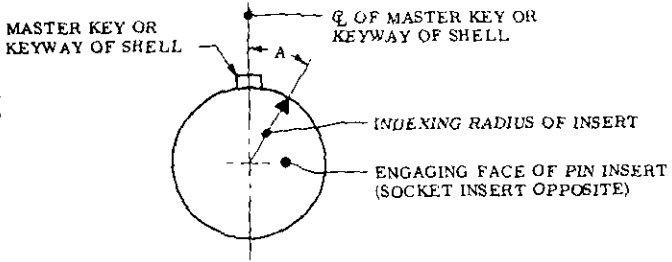 MASTER KEY OR
KEYWAY OF SHELL
℄ OF MASTER KEY OR
KEYWAY OF SHELL
A
INDEXING RADIUS OF INSERT
ENGAGING FACE OF PIN INSERT
(SOCKET INSERT OPPOSITE)